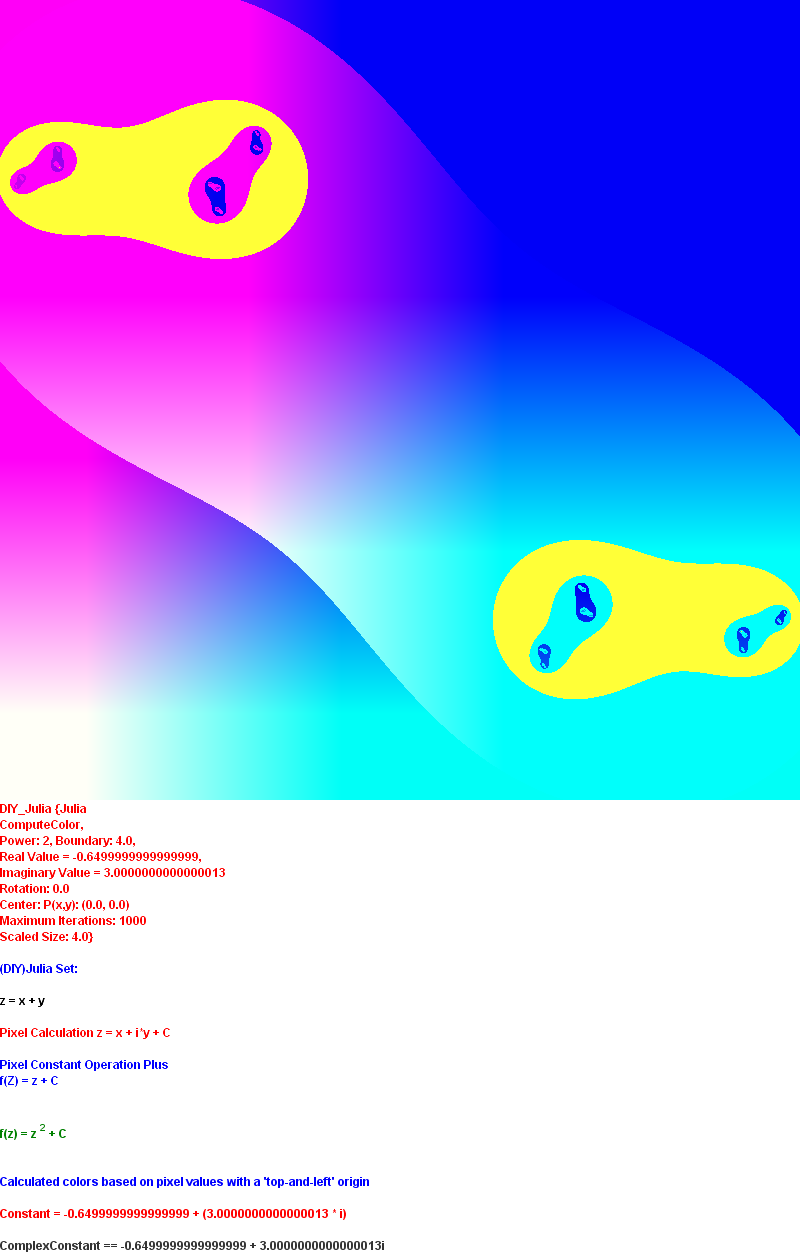 DIY_Julia {Julia
ComputeColor,
Power: 2, Boundary: 4.0,
Real Value = -0.6499999999999999,
Imaginary Value = 3.0000000000000013
Rotation: 0.0
Center: P(x,y): (0.0, 0.0)
Maximum Iterations: 1000
Scaled Size: 4.0}
(DIY)Julia Set:
z = x + y
Pixel Calculation z = x + i*y + C
Pixel Constant Operation Plus
f(Z) = z + C
f(z) = z ² + C
Calculated colors based on pixel values with a 'top-and-left' origin
Constant = -0.6499999999999999 + (3.0000000000000013 * i)
ComplexConstant == -0.6499999999999999 + 3.0000000000000013i